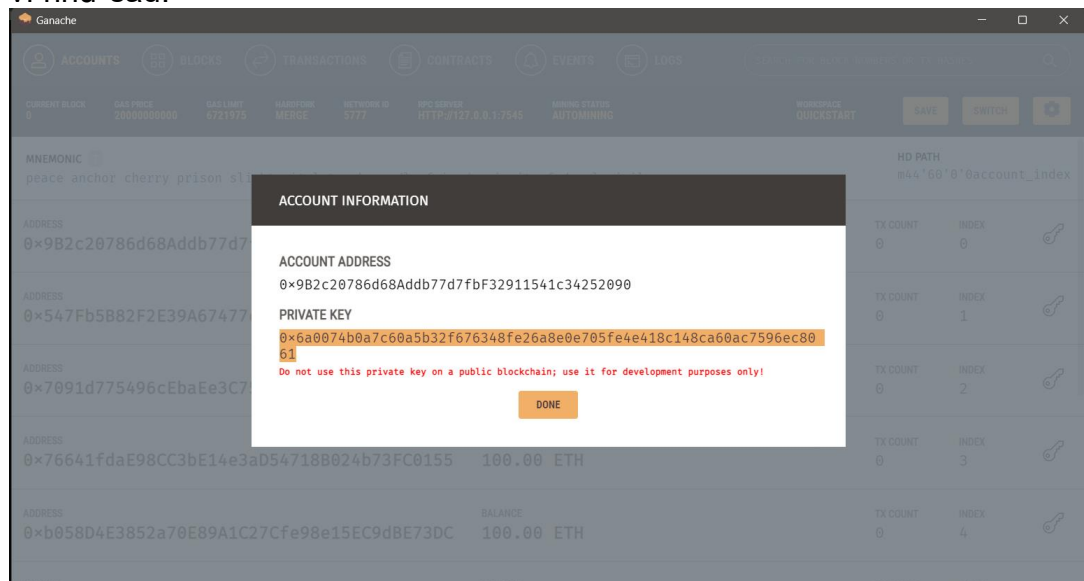 Ganache
ACCOUNTS BLOCKS TRANSACTIONS CONTRACTS EVENTS LOGS
CURRENT BLOCK GAS PRICE GAS LIMIT HARDFORK NETWORK ID RPC SERVER MINING STATUS WORKSPACE
0 20000000000 6721975 MERGE 5777 HTTP://127.0.0.1:7545 AUTOMINING QUICKSTART SAVE SWITCH
MNEMONIC HD PATH
peace anchor cherry prison m44'60'0'0account_index
ACCOUNT INFORMATION
ADDRESS TX COUNT INDEX
0×9B2c20786d68Addb77d7 0 0
ACCOUNT ADDRESS
0×9B2c20786d68Addb77d7fbF32911541c34252090
ADDRESS TX COUNT INDEX
0×547Fb5B82F2E39A67477 0 1
PRIVATE KEY
0×6a0074b0a7c60a5b32f676348fe26a8e0e705fe4e418c148ca60ac7596ec80
61
Do not use this private key on a public blockchain; use it for development purposes only!
ADDRESS TX COUNT INDEX
0×7091d775496cEbaEe3C7 0 2
DONE
ADDRESS TX COUNT INDEX
0×76641fdaE98CC3bE14e3aD54718B024b73FC0155 100.00 ETH 0 3
ADDRESS BALANCE TX COUNT INDEX
0×b058D4E3852a70E89A1C27Cfe98e15EC9dBE73DC 100.00 ETH 0 4